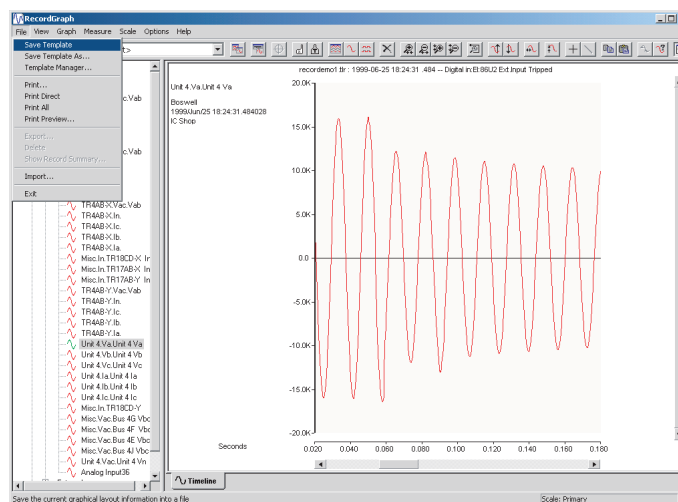 RecordGraph
File View Graph Measure Scale Options Help
Save Template
Save Template As...
Template Manager...
Print...
Print Direct
Print All
Print Preview...
Export...
Delete
Show Record Summary...
Import...
Exit
c.Vab
c.Vab
TR4AB-X.Vac.Vab
TR4AB-X.In.
TR4AB-X.Ic.
TR4AB-X.Ib.
TR4AB-X.Ia.
Misc.In.TR18CD-X In
Misc.In.TR17AB-X In
Misc.In.TR17AB-Y In
TR4AB-Y.Vac.Vab
TR4AB-Y.In.
TR4AB-Y.Ic.
TR4AB-Y.Ib.
TR4AB-Y.Ia.
Unit 4.Va.Unit 4 Va
Unit 4.Vb.Unit 4 Vb
Unit 4.Vc.Unit 4 Vc
Unit 4.Ia.Unit 4 Ia
Unit 4.Ib.Unit 4 Ib
Unit 4.Ic.Unit 4 Ic
Misc.In.TR18CD-Y
Misc.Vac.Bus 4G Vbc
Misc.Vac.Bus 4F Vbc
Misc.Vac.Bus 4E Vbc
Misc.Vac.Bus 4J Vbc
Unit 4.Vac.Unit 4 Vn
Analog Input36
recordemo1.tlr : 1999-06-25 18:24:31 .484 -- Digital in:EI:86U2 Ext.Input Tripped
Unit 4.Va.Unit 4 Va
Boswell
1999/Jun/25 18:24:31.484028
IC Shop
20.0K
15.0K
5.0K
0.0
-5.0K
-10.0K
-15.0K
-20.0K
Seconds
0.020 0.040 0.060 0.080 0.100 0.120 0.140 0.160 0.180
Timeline
Save the current graphical layout information into a file
Scale: Primary